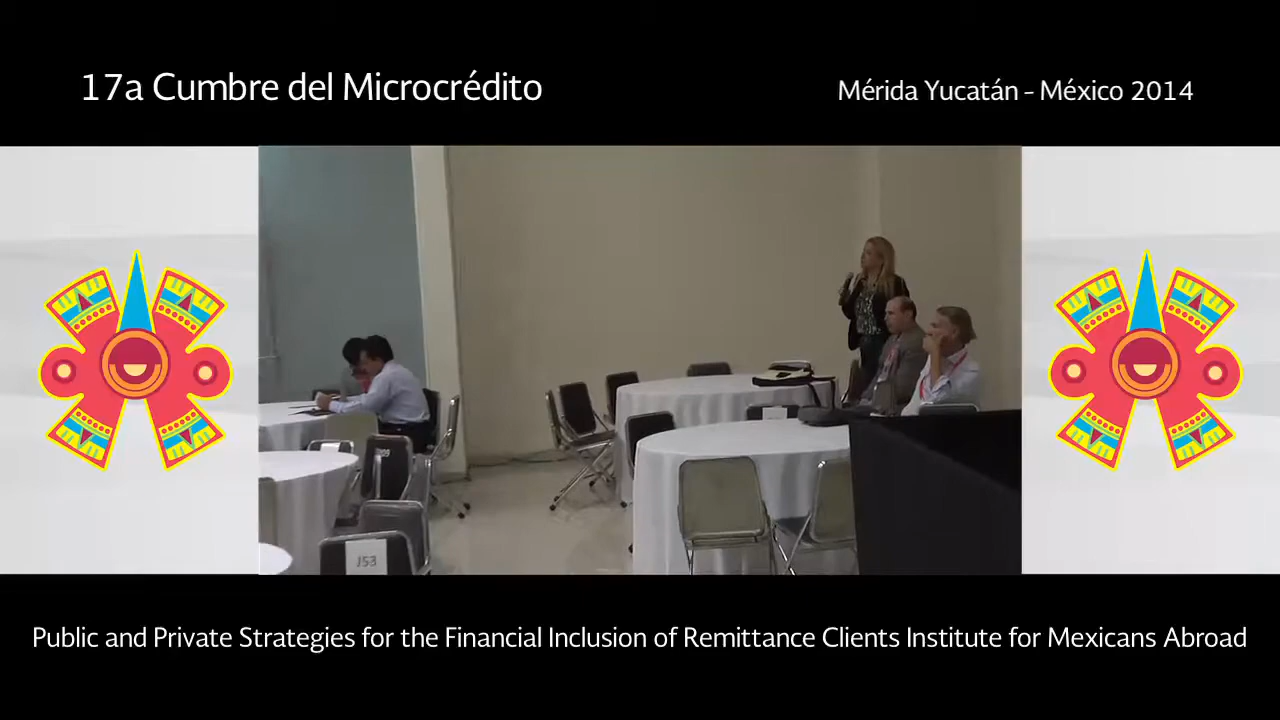 17a Cumbre del Microcrédito
Mérida Yucatán - México 2014
J53
Public and Private Strategies for the Financial Inclusion of Remittance Clients Institute for Mexicans Abroad